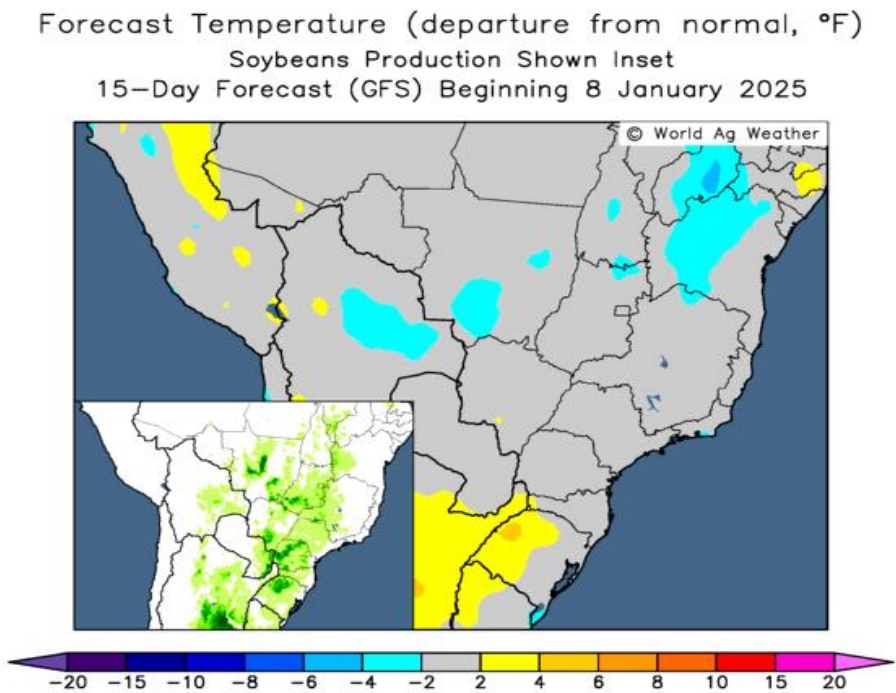 Forecast Temperature (departure from normal, °F)
Soybeans Production Shown Inset
15-Day Forecast (GFS) Beginning 8 January 2025
© World Ag Weather
-20 -15 -10 -8 -6 -4 -2 2 4 6 8 10 15 20